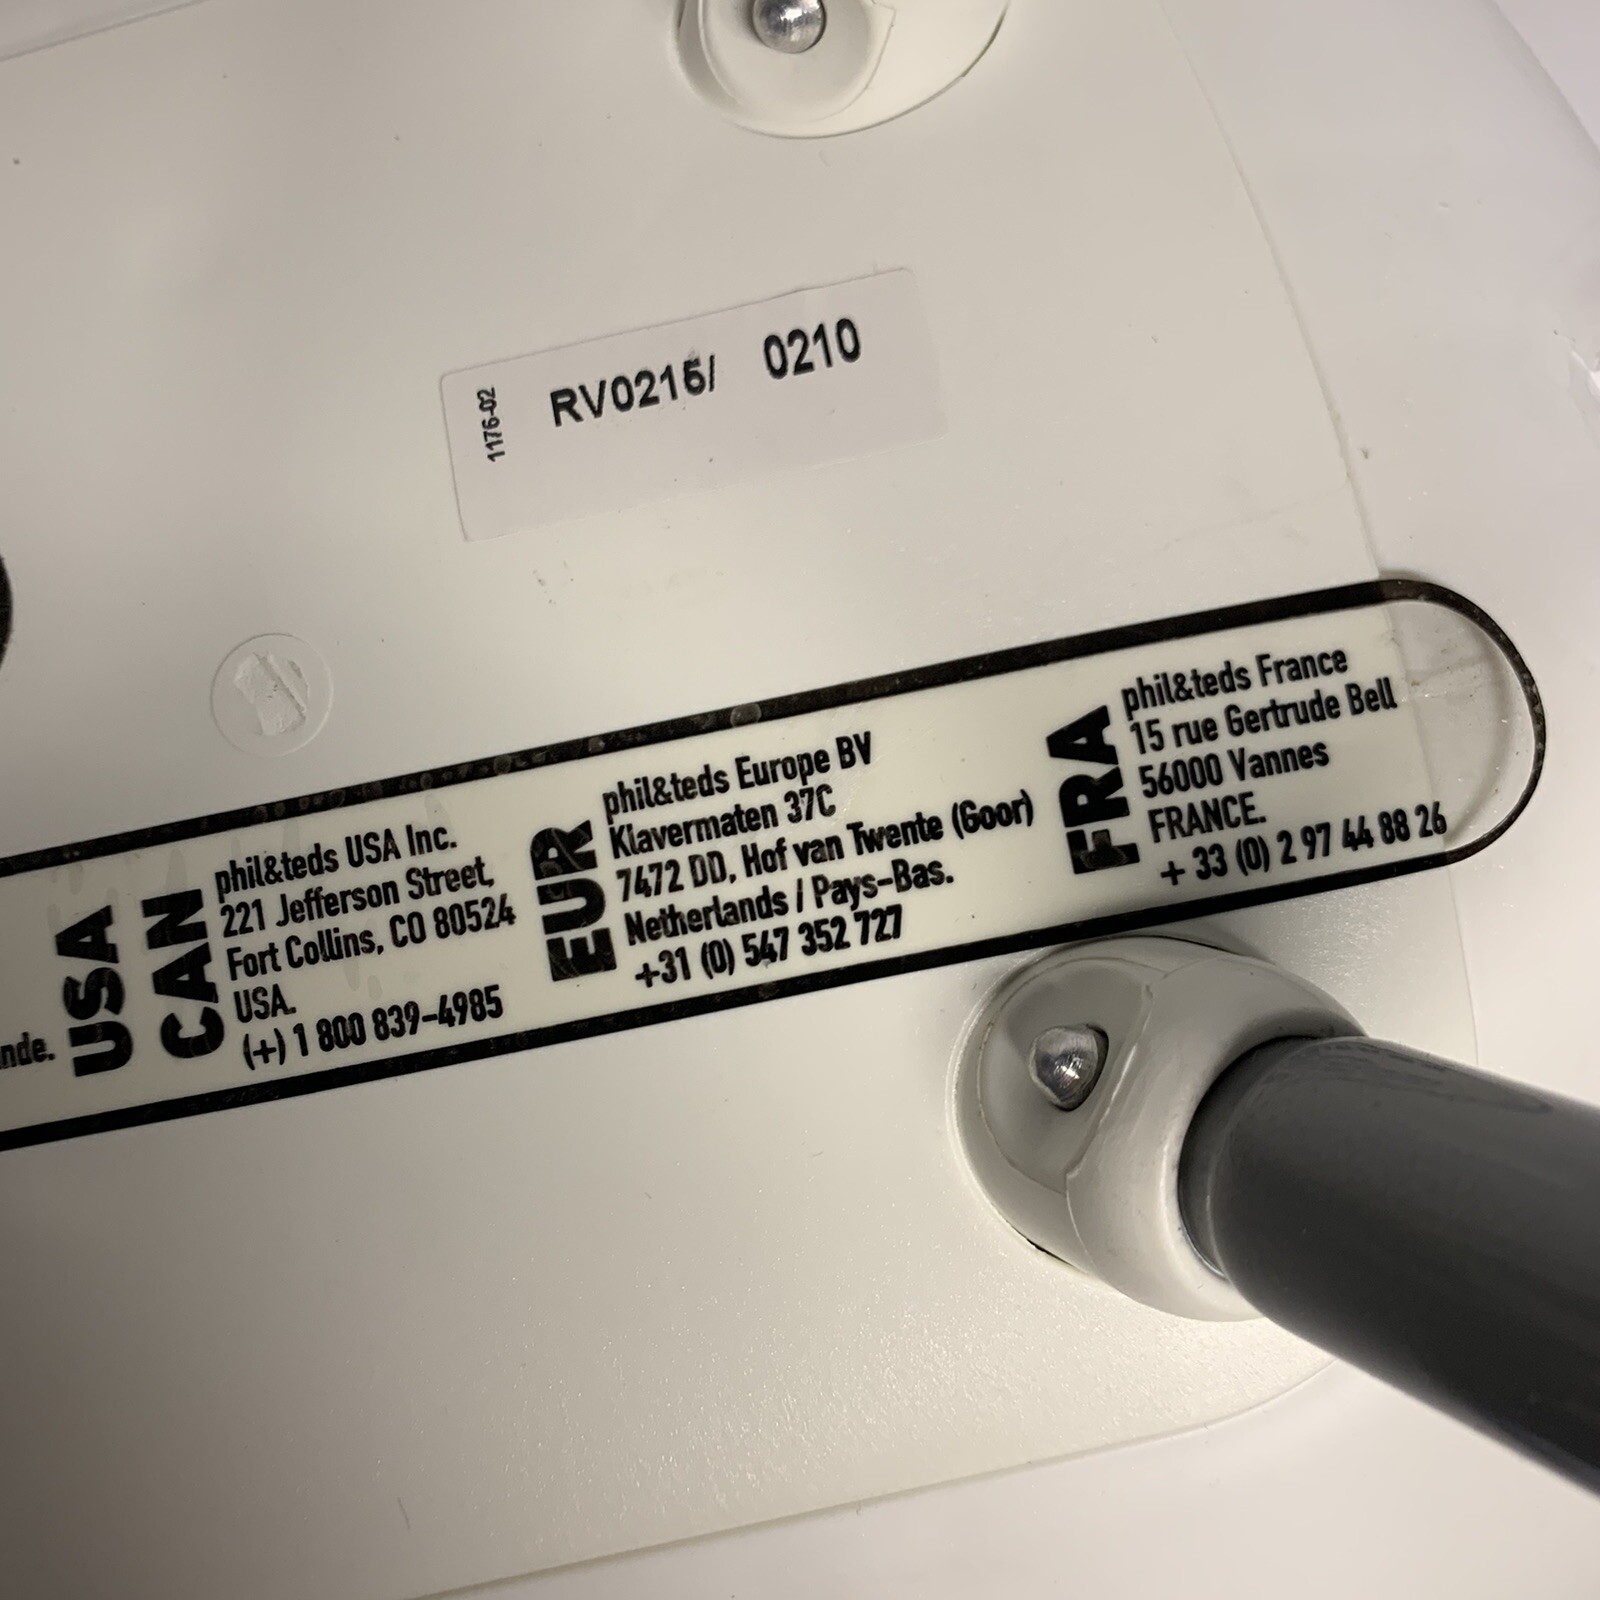 1176-02
RV0215/ 0210
nde.
USA
CAN
phil&teds USA Inc.
221 Jefferson Street,
Fort Collins, CO 80524
USA.
(+) 1 800 839-4985
EUR
phil&teds Europe BV
Klavermaten 37C
7472 DD, Hof van Twente (Goor)
Netherlands / Pays-Bas.
+31 (0) 547 352 727
FRA
phil&teds France
15 rue Gertrude Bell
56000 Vannes
FRANCE.
+ 33 (0) 2 97 44 88 26